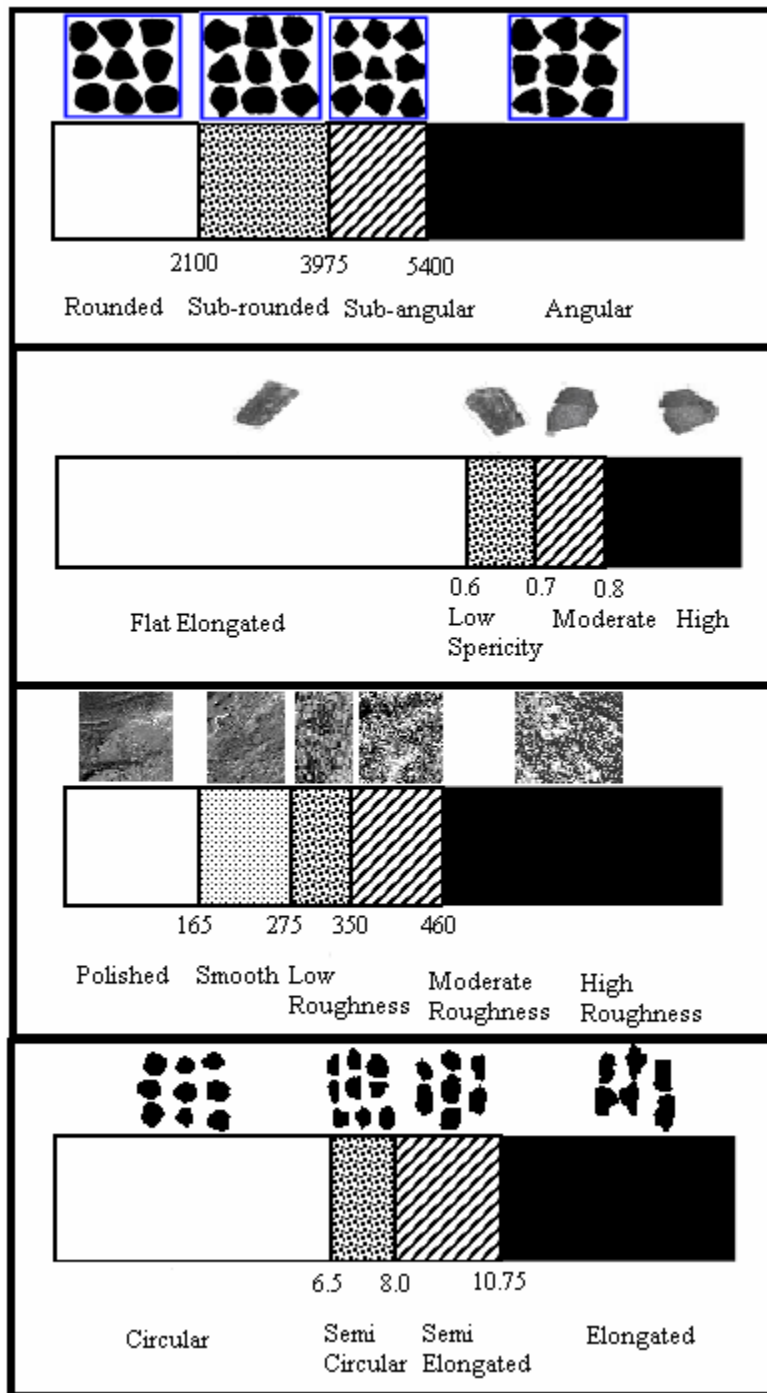 2100 3975 5400
Rounded Sub-rounded Sub-angular Angular
0.6 0.7 0.8
Flat Elongated Low Spericity Moderate High
165 275 350 460
Polished Smooth Low Roughness Moderate Roughness High Roughness
6.5 8.0 10.75
Circular Semi Circular Semi Elongated Elongated